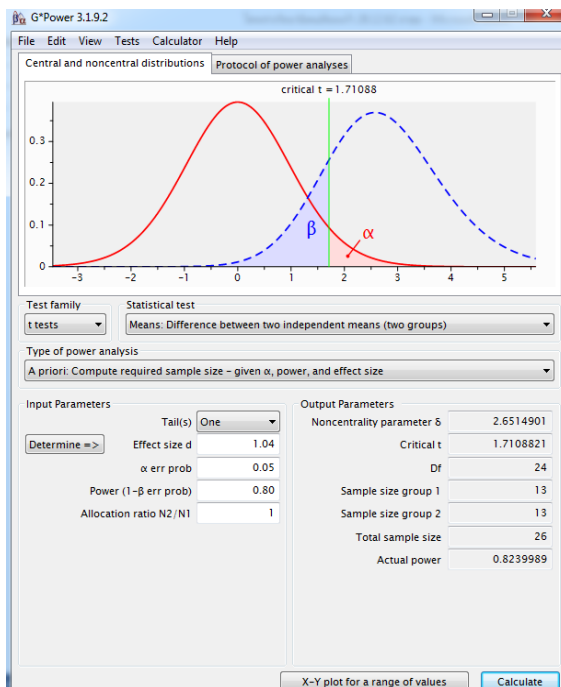 G*Power 3.1.9.2
File Edit View Tests Calculator Help
Central and noncentral distributions Protocol of power analyses
critical t = 1.71088
0.3
0.2
0.1
0
β α
-3 -2 -1 0 1 2 3 4 5
Test family Statistical test
t tests Means: Difference between two independent means (two groups)
Type of power analysis
A priori: Compute required sample size - given α, power, and effect size
Input Parameters Output Parameters
Tail(s) One Noncentrality parameter δ 2.6514901
Determine => Effect size d 1.04 Critical t 1.7108821
α err prob 0.05 Df 24
Power (1-β err prob) 0.80 Sample size group 1 13
Allocation ratio N2/N1 1 Sample size group 2 13
Total sample size 26
Actual power 0.8239989
X-Y plot for a range of values Calculate